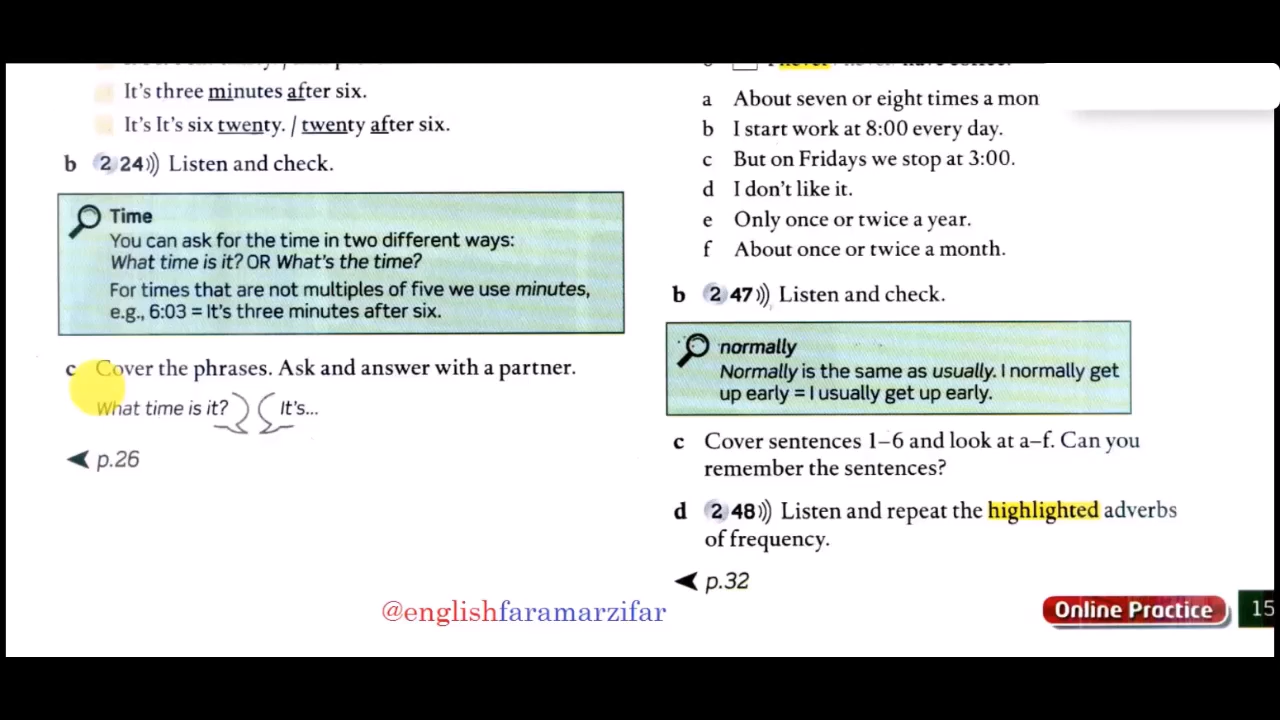 It's three minutes after six.
It's It's six twenty. / twenty after six.
b 2 24 Listen and check.
Time
You can ask for the time in two different ways:
What time is it? OR What's the time?
For times that are not multiples of five we use minutes,
e.g., 6:03 = It's three minutes after six.
c Cover the phrases. Ask and answer with a partner.
What time is it? It's...
p.26
a About seven or eight times a mon
b I start work at 8:00 every day.
c But on Fridays we stop at 3:00.
d I don't like it.
e Only once or twice a year.
f About once or twice a month.
b 2 47 Listen and check.
normally
Normally is the same as usually. I normally get
up early = I usually get up early.
c Cover sentences 1–6 and look at a–f. Can you
remember the sentences?
d 2 48 Listen and repeat the highlighted adverbs
of frequency.
p.32
@englishfaramarzifar
Online Practice 15